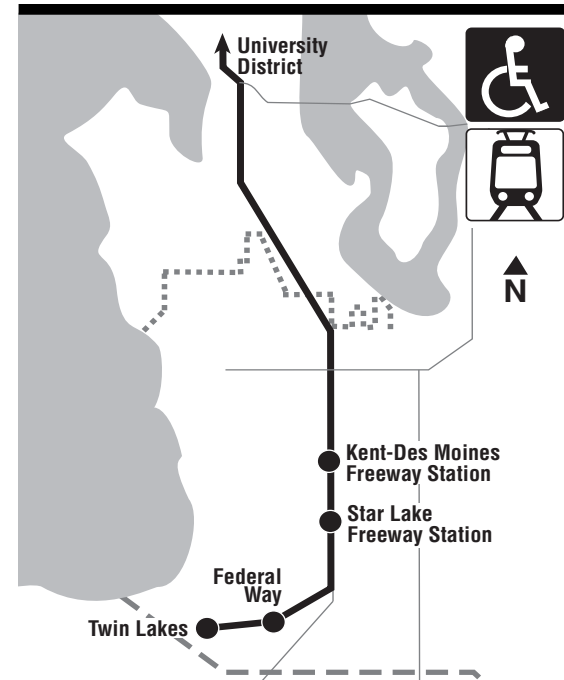 University
District
N
Kent-Des Moines
Freeway Station
Star Lake
Freeway Station
Federal
Way
Twin Lakes